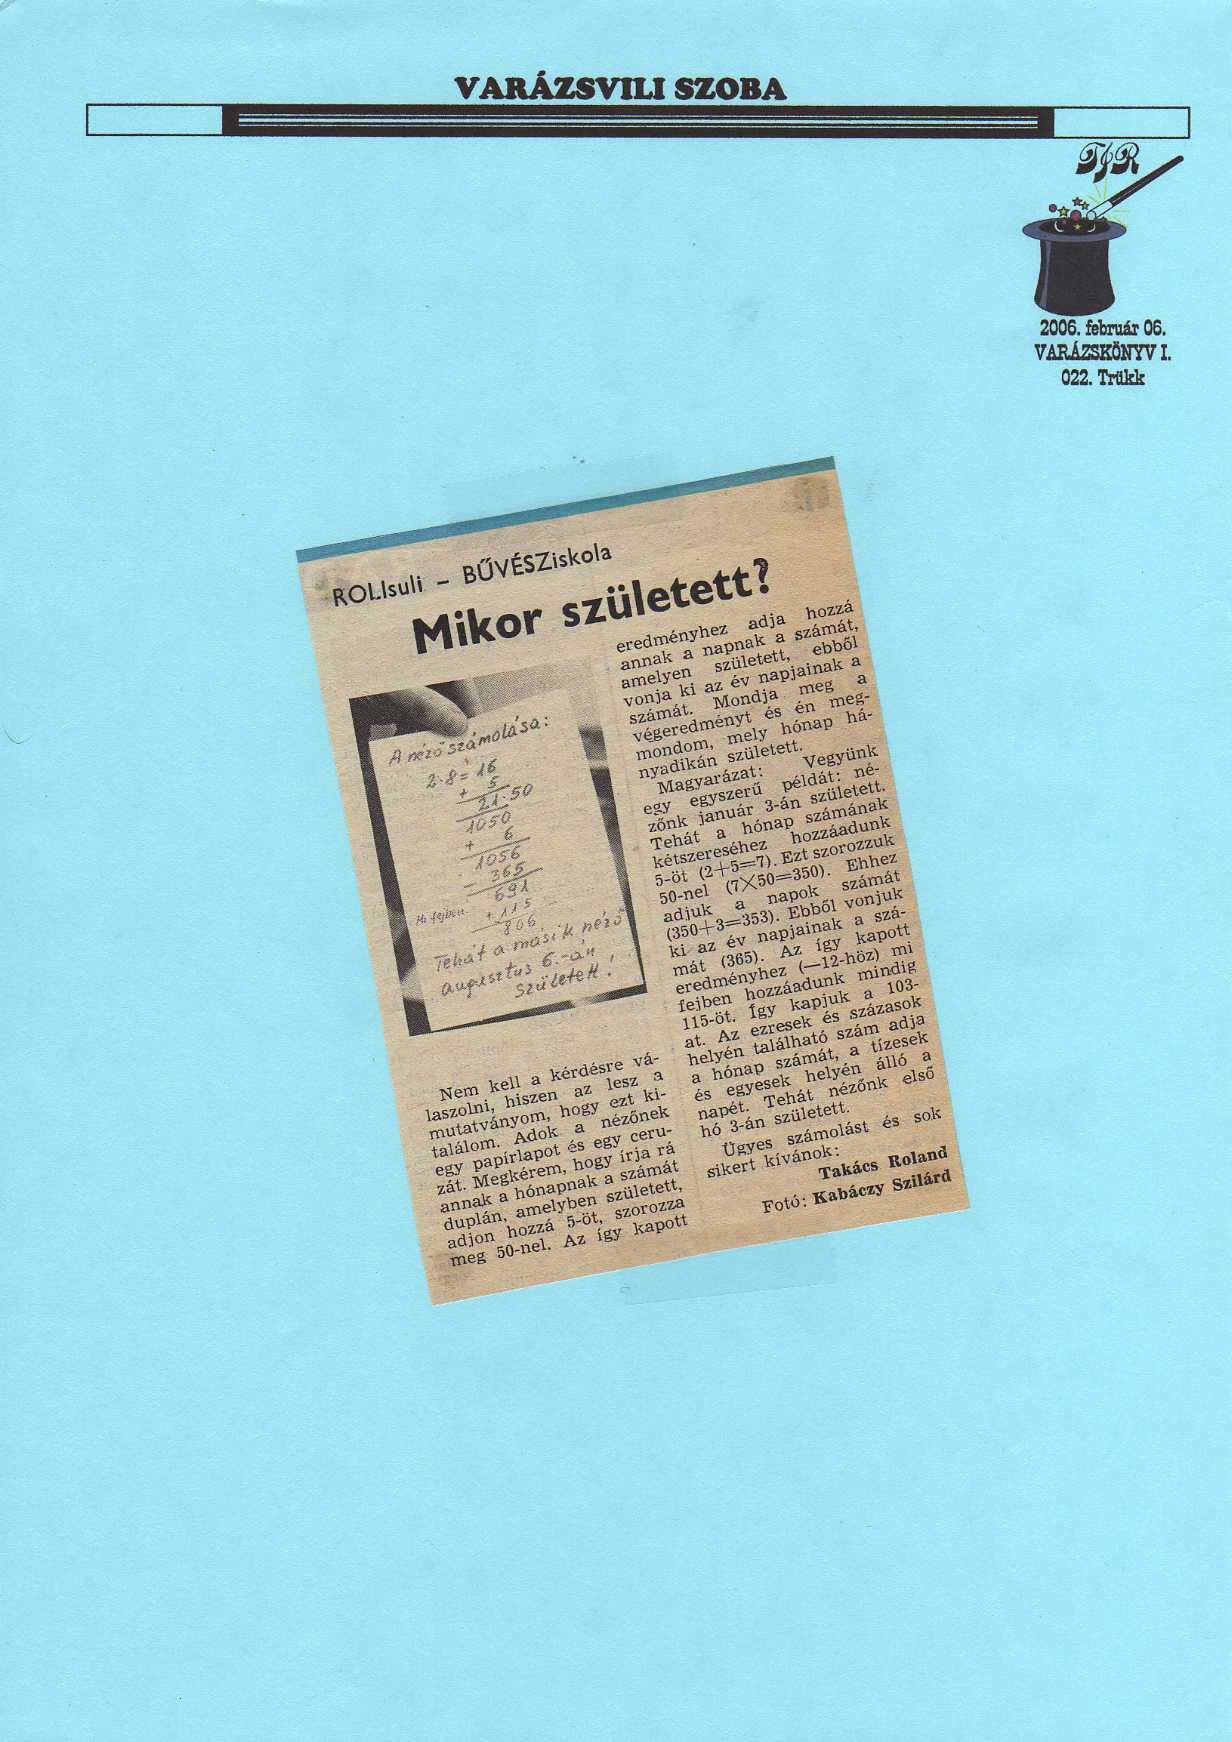 VARÁZSVILI SZOBA
TJR
2006. február 06.
VARÁZSKÖNYV I.
022. Trükk
ROLIsuli – BŰVÉSZiskola
Mikor született?
A néző számolása:
2·8=16
+ 5
21·50
1050
+ 6
1056
- 365
691
Mi fejben
+ 115
806
Tehát a másik néző
augusztus 6.-án
született!
Nem kell a kérdésre vá-
laszolni, hiszen az lesz a
mutatványom, hogy ezt ki-
találom. Adok a nézőnek
egy papírlapot és egy ceru-
zát. Megkérem, hogy írja rá
annak a hónapnak a számát
duplán, amelyben született,
adjon hozzá 5-öt, szorozza
meg 50-nel. Az így kapott
eredményhez adja hozzá
annak a napnak a számát,
amelyen született, ebből
vonja ki az év napjainak a
számát. Mondja meg a
végeredményt és én meg-
mondom, mely hónap há-
nyadikán született.
Magyarázat: Vegyünk
egy egyszerű példát: né-
zőnk január 3-án született.
Tehát a hónap számának
kétszereséhez hozzáadunk
5-öt (2+5=7). Ezt szorozzuk
50-nel (7×50=350). Ehhez
adjuk a napok számát
(350+3=353). Ebből vonjuk
ki az év napjainak a szá-
mát (365). Az így kapott
eredményhez (—12-höz) mi
fejben hozzáadunk mindig
115-öt. Így kapjuk a 103-
at. Az ezresek és százasok
helyén található szám adja
a hónap számát, a tízesek
és egyesek helyén álló a
napét. Tehát nézőnk első
hó 3-án született.
Ügyes számolást és sok
sikert kívánok:
Takács Roland
Fotó: Kabáczy Szilárd